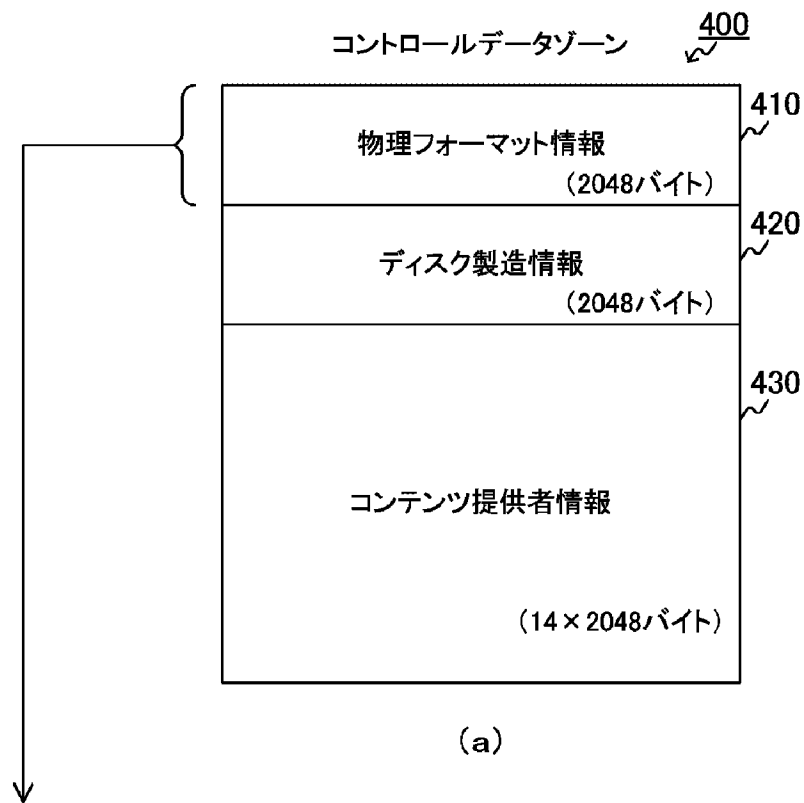 コントロールデータゾーン
400
410
物理フォーマット情報
(2048バイト)
420
ディスク製造情報
(2048バイト)
430
コンテンツ提供者情報
(14×2048バイト)
(a)